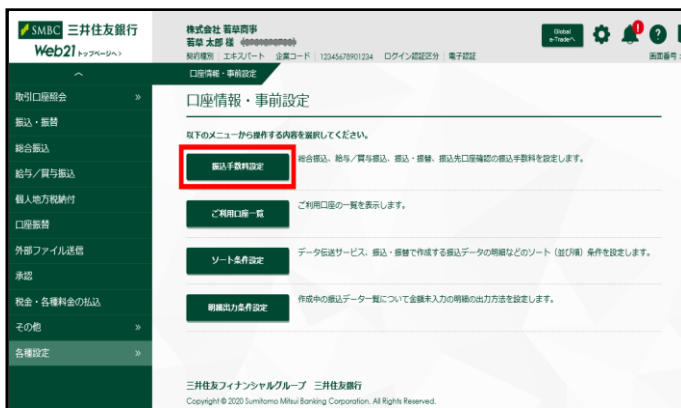 SMBC 三井住友銀行
Web21 トップページへ>
株式会社 若草商事
若草 太郎 様
契約種別 | エキスパート 企業コード | 12345678901234 ログイン認証区分 | 電子認証
Global
e-Tradeへ
画面番号:
口座情報・事前設定
取引口座照会 »
振込・振替
総合振込
給与/賞与振込
個人地方税納付
口座振替
外部ファイル送信
承認
税金・各種料金の払込
その他 »
各種設定 »
口座情報・事前設定
以下のメニューから操作する内容を選択してください。
振込手数料設定
総合振込、給与/賞与振込、振込・振替、振込先口座確認の振込手数料を設定します。
ご利用口座一覧
ご利用口座の一覧を表示します。
ソート条件設定
データ伝送サービス、振込・振替で作成する振込データの明細などのソート(並び順)条件を設定します。
明細出力条件設定
作成中の振込データ一覧について金額未入力の明細の出力方法を設定します。
三井住友フィナンシャルグループ 三井住友銀行
Copyright © 2020 Sumitomo Mitsui Banking Corporation. All Rights Reserved.